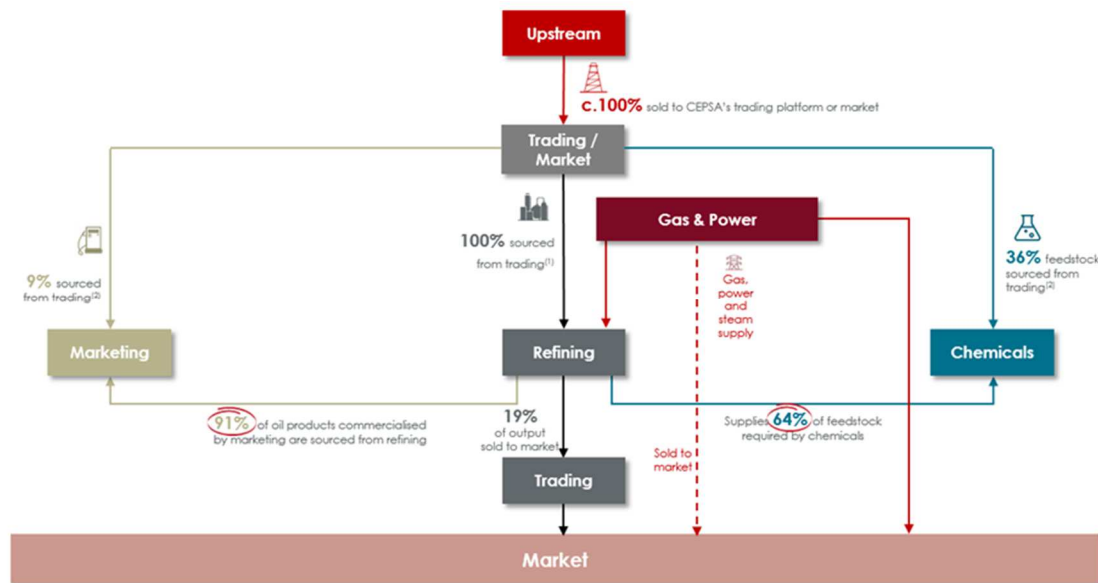 Upstream
c.100% sold to CEPSA's trading platform or market
Trading /
Market
9% sourced
from trading(2)
100% sourced
from trading(1)
Gas & Power
Gas,
power
and
steam
supply
36% feedstock
sourced from
trading(2)
Marketing
Refining
Chemicals
91% of oil products commercialised
by marketing are sourced from refining
19%
of output
sold to market
Supplies 64% of feedstock
required by chemicals
Sold to
market
Trading
Market